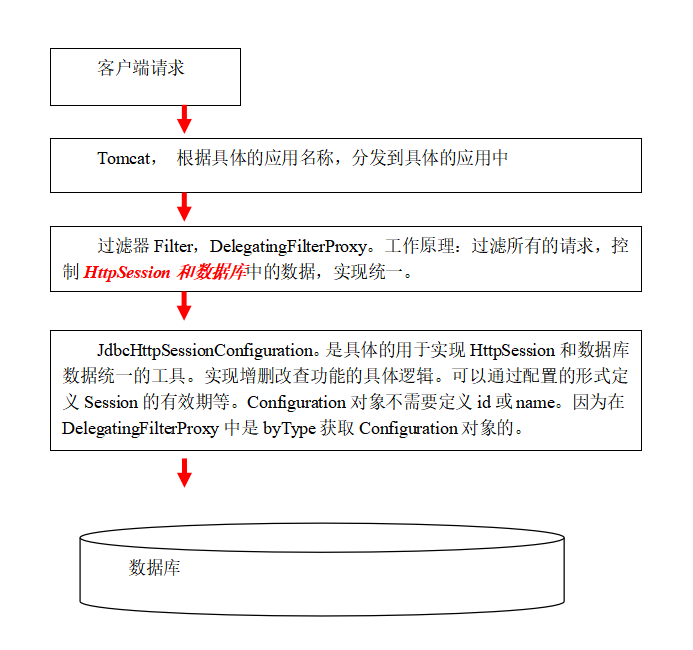 客户端请求
Tomcat， 根据具体的应用名称，分发到具体的应用中
过滤器 Filter，DelegatingFilterProxy。工作原理：过滤所有的请求，控
制 HttpSession 和数据库中的数据，实现统一。
JdbcHttpSessionConfiguration。是具体的用于实现 HttpSession 和数据库
数据统一的工具。实现增删改查功能的具体逻辑。可以通过配置的形式定
义 Session 的有效期等。Configuration 对象不需要定义 id 或 name。因为在
DelegatingFilterProxy 中是 byType 获取 Configuration 对象的。
数据库